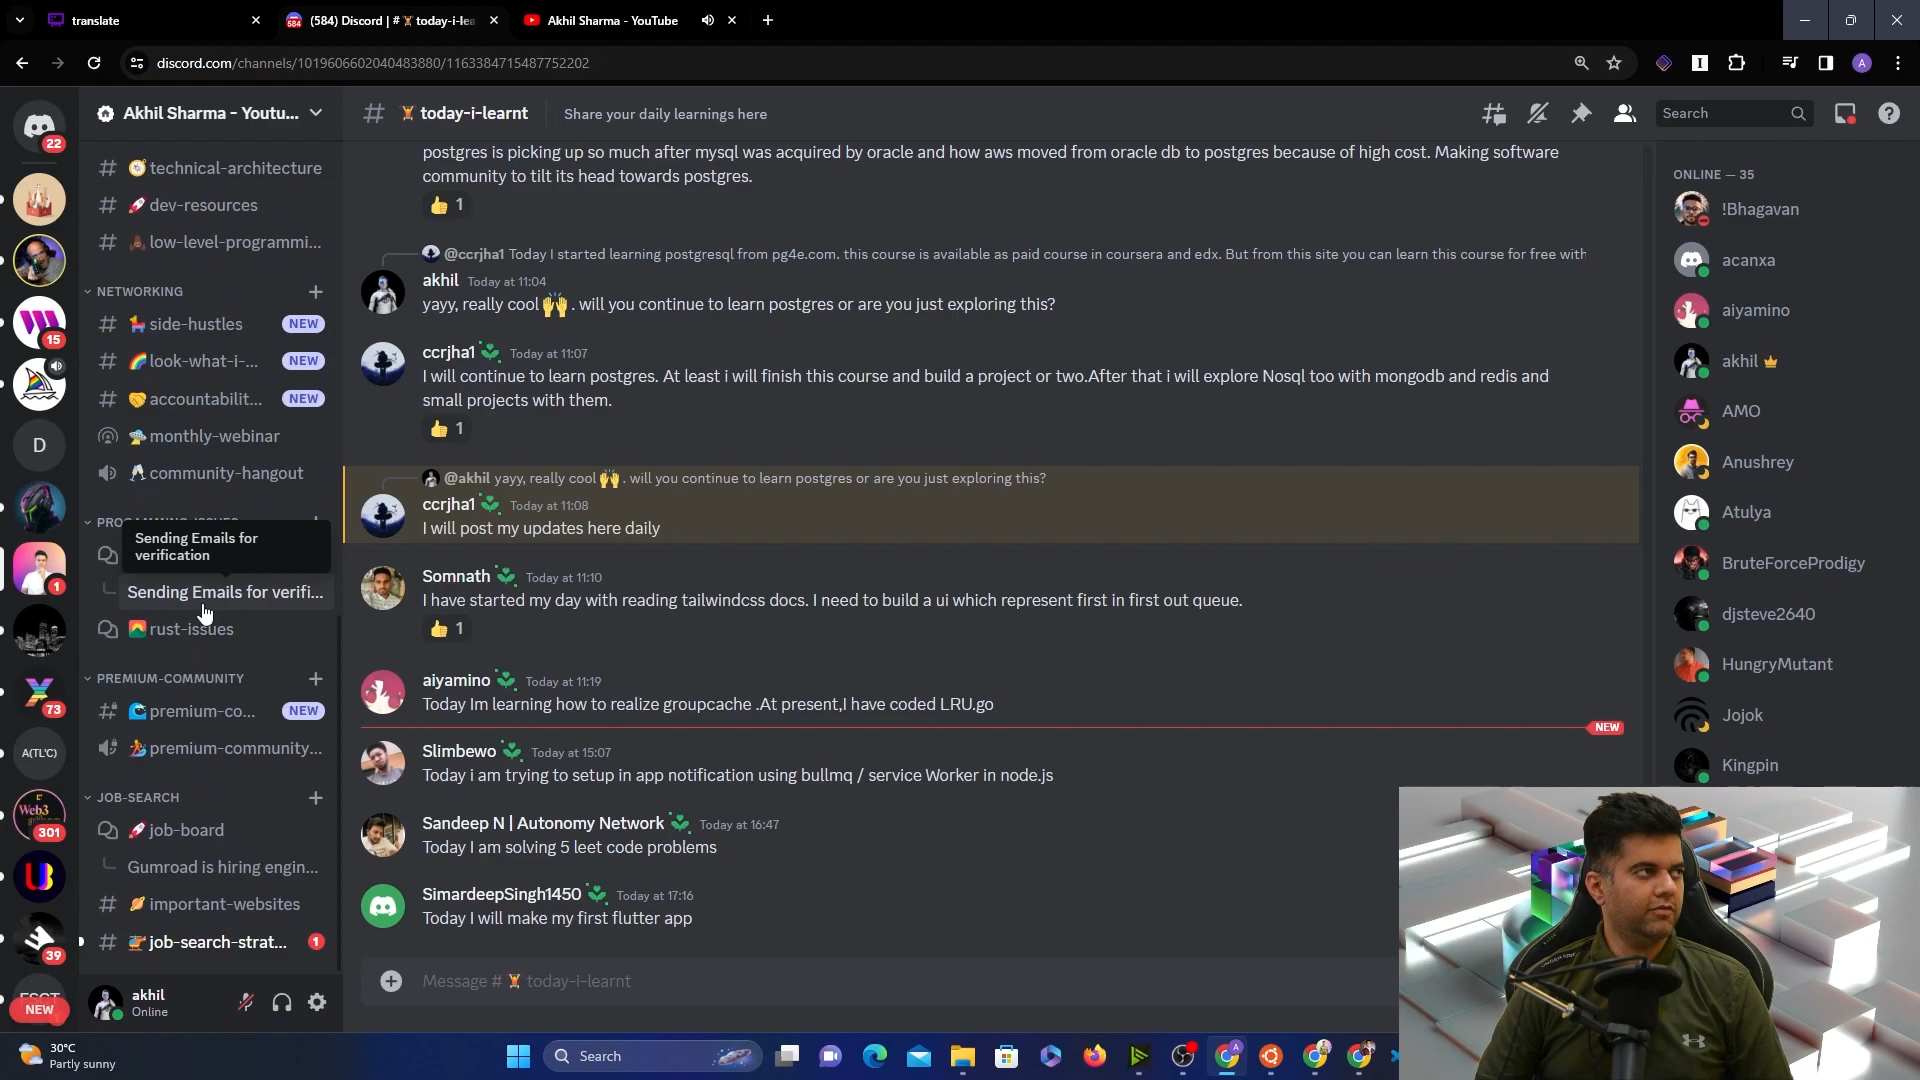 translate
584
(584) Discord | # today-i-lea
Akhil Sharma - YouTube
discord.com/channels/1019606602040483880/1163384715487752202
A
Akhil Sharma - Youtu...
today-i-learnt
Share your daily learnings here
Search
22
technical-architecture
dev-resources
low-level-programmi...
NETWORKING
side-hustles NEW
look-what-i-... NEW
accountabilit... NEW
monthly-webinar
community-hangout
Sending Emails for
verification
Sending Emails for verifi...
rust-issues
PREMIUM-COMMUNITY
premium-co... NEW
premium-community...
JOB-SEARCH
job-board
Gumroad is hiring engin...
important-websites
job-search-strat... 1
akhil
Online
15
D
1
73
A(TL'C)
Web3
301
39
NEW
postgres is picking up so much after mysql was acquired by oracle and how aws moved from oracle db to postgres because of high cost. Making software
community to tilt its head towards postgres.
1
@ccrjha1 Today I started learning postgresql from pg4e.com. this course is available as paid course in coursera and edx. But from this site you can learn this course for free with
akhil Today at 11:04
yayy, really cool 🙌 . will you continue to learn postgres or are you just exploring this?
ccrjha1 Today at 11:07
I will continue to learn postgres. At least i will finish this course and build a project or two.After that i will explore Nosql too with mongodb and redis and
small projects with them.
1
@akhil yayy, really cool 🙌 . will you continue to learn postgres or are you just exploring this?
ccrjha1 Today at 11:08
I will post my updates here daily
Somnath Today at 11:10
I have started my day with reading tailwindcss docs. I need to build a ui which represent first in first out queue.
1
aiyamino Today at 11:19
Today Im learning how to realize groupcache .At present,I have coded LRU.go
NEW
Slimbewo Today at 15:07
Today i am trying to setup in app notification using bullmq / service Worker in node.js
Sandeep N | Autonomy Network Today at 16:47
Today I am solving 5 leet code problems
SimardeepSingh1450 Today at 17:16
Today I will make my first flutter app
Message # today-i-learnt
ONLINE — 35
!Bhagavan
acanxa
aiyamino
akhil
AMO
Anushrey
Atulya
BruteForceProdigy
djsteve2640
HungryMutant
Jojok
Kingpin
30°C
Partly sunny
Search